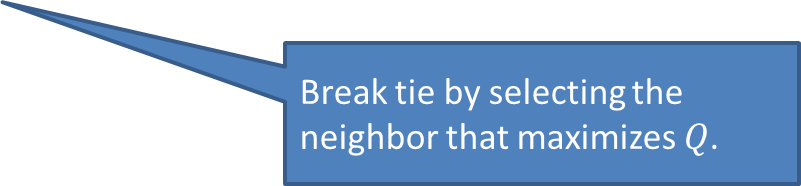 Break tie by selecting the
neighbor that maximizes Q.